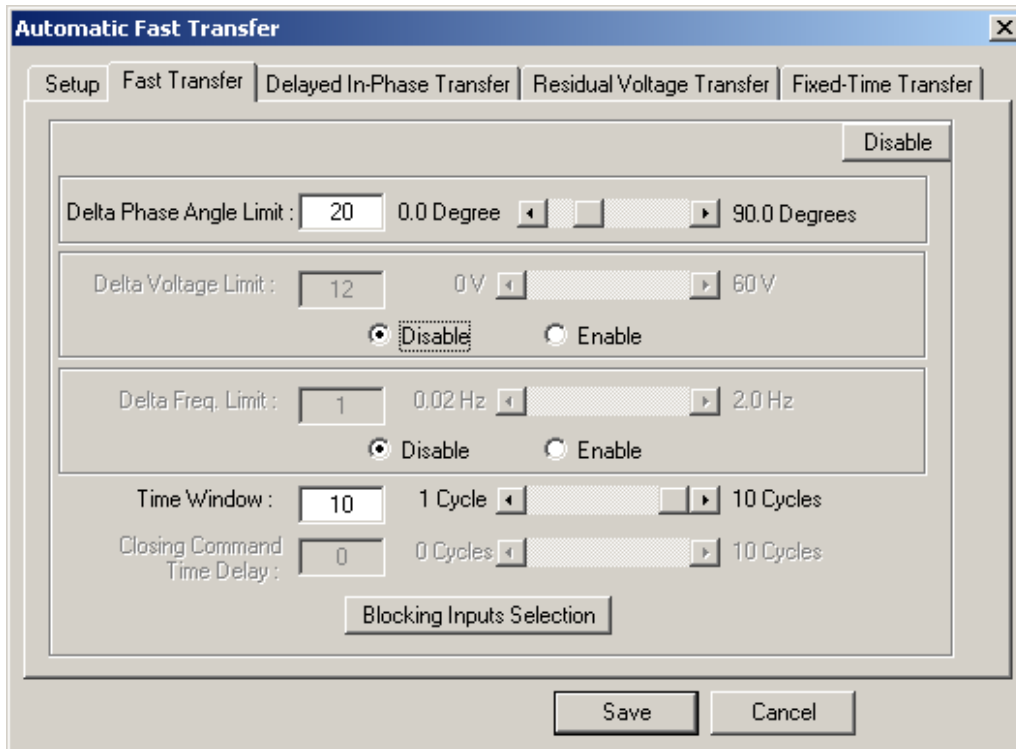 Automatic Fast Transfer
Setup Fast Transfer Delayed In-Phase Transfer Residual Voltage Transfer Fixed-Time Transfer
Disable
Delta Phase Angle Limit : 20 0.0 Degree 90.0 Degrees
Delta Voltage Limit : 12 0 V 60 V
Disable Enable
Delta Freq. Limit : 1 0.02 Hz 2.0 Hz
Disable Enable
Time Window : 10 1 Cycle 10 Cycles
Closing Command
Time Delay : 0 0 Cycles 10 Cycles
Blocking Inputs Selection
Save Cancel